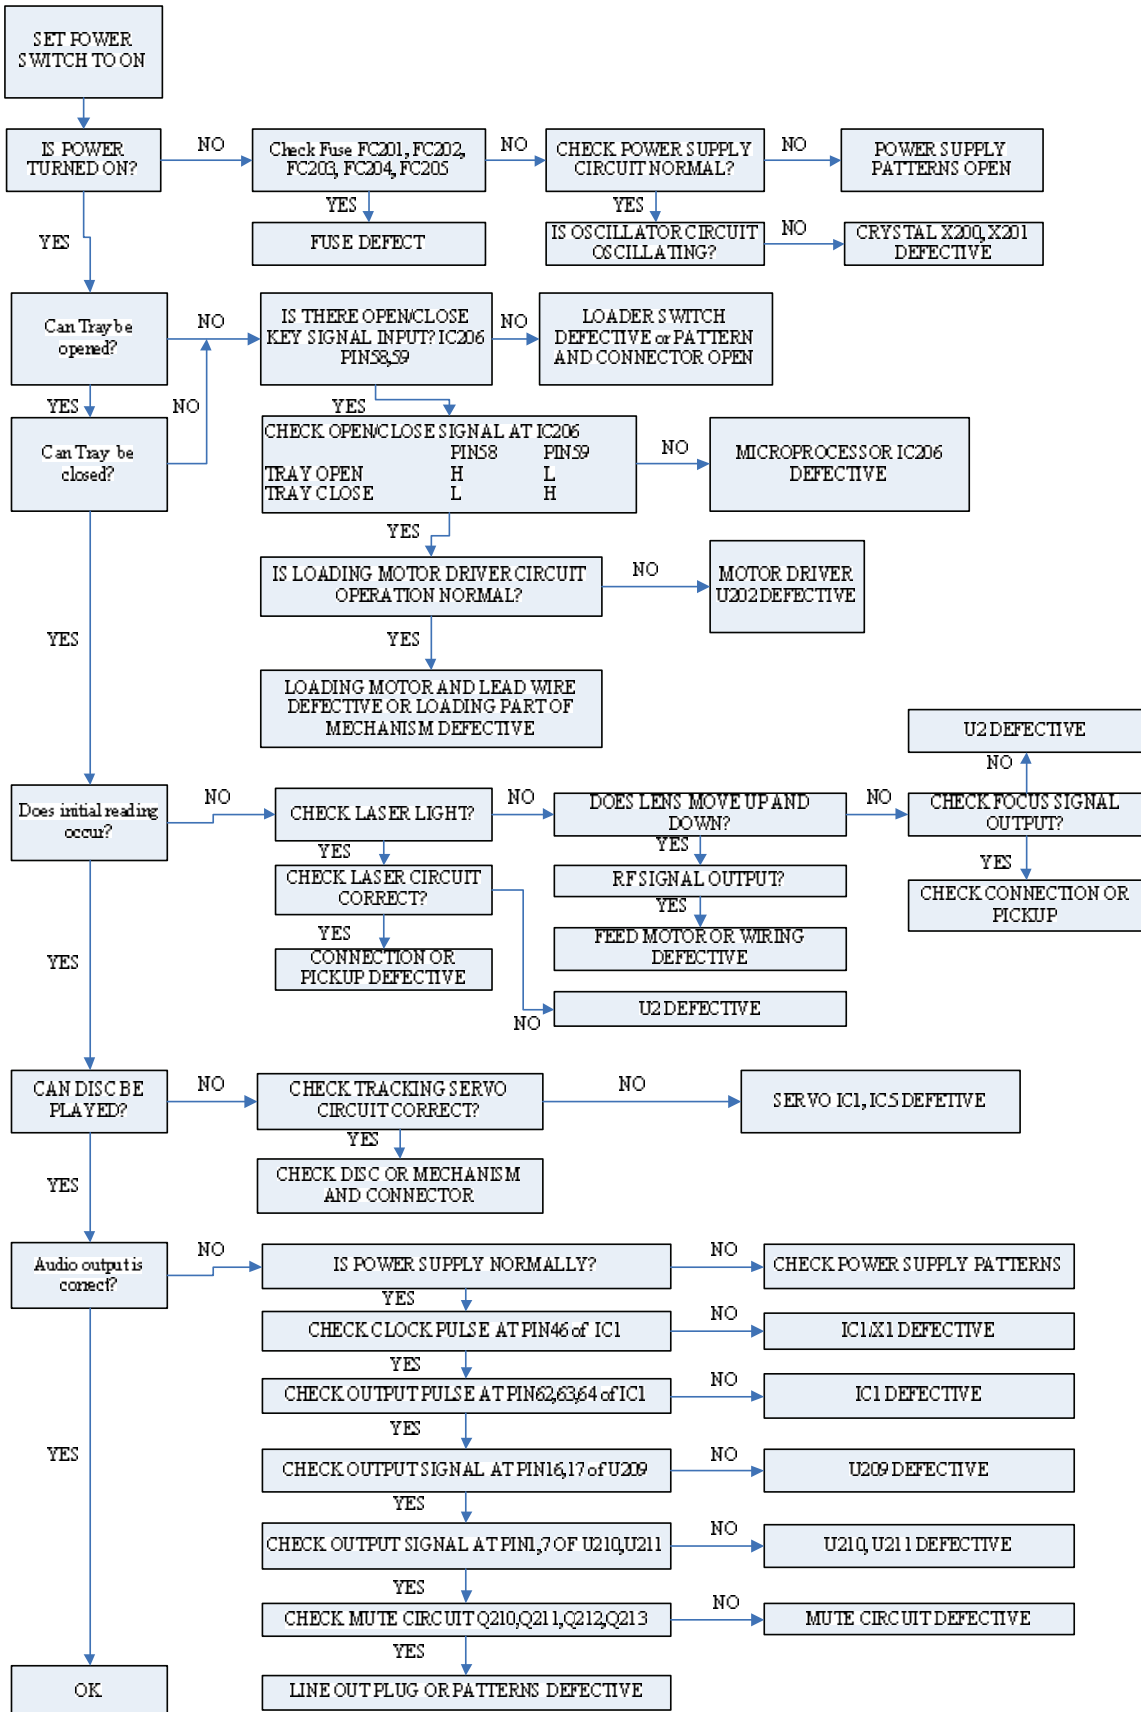 SET POWER
SWITCH TO ON
IS POWER
TURNED ON?
NO
Check Fuse FC201, FC202,
FC203, FC204, FC205
NO
CHECK POWER SUPPLY
CIRCUIT NORMAL?
NO
POWER SUPPLY
PATTERNS OPEN
YES
YES
YES
FUSE DEFECT
IS OSCILLATOR CIRCUIT
OSCILLATING?
NO
CRYSTAL X200, X201
DEFECTIVE
Can Tray be
opened?
NO
IS THERE OPEN/CLOSE
KEY SIGNAL INPUT? IC206
PIN58,59
NO
LOADER SWITCH
DEFECTIVE or PATTERN
AND CONNECTOR OPEN
YES
NO
YES
Can Tray be
closed?
CHECK OPEN/CLOSE SIGNAL AT IC206
PIN58 PIN59
TRAY OPEN H L
TRAY CLOSE L H
NO
MICROPROCESSOR IC206
DEFECTIVE
YES
IS LOADING MOTOR DRIVER CIRCUIT
OPERATION NORMAL?
NO
MOTOR DRIVER
U202 DEFECTIVE
YES
YES
LOADING MOTOR AND LEAD WIRE
DEFECTIVE OR LOADING PART OF
MECHANISM DEFECTIVE
U2 DEFECTIVE
NO
Does initial reading
occur?
NO
CHECK LASER LIGHT?
NO
DOES LENS MOVE UP AND
DOWN?
NO
CHECK FOCUS SIGNAL
OUTPUT?
YES
YES
YES
CHECK LASER CIRCUIT
CORRECT?
RF SIGNAL OUTPUT?
CHECK CONNECTION OR
PICKUP
YES
YES
YES
CONNECTION OR
PICKUP DEFECTIVE
FEED MOTOR OR WIRING
DEFECTIVE
NO
U2 DEFECTIVE
CAN DISC BE
PLAYED?
NO
CHECK TRACKING SERVO
CIRCUIT CORRECT?
NO
SERVO IC1, IC5 DEFETIVE
YES
YES
CHECK DISC OR MECHANISM
AND CONNECTOR
Audio output is
correct?
NO
IS POWER SUPPLY NORMALLY?
NO
CHECK POWER SUPPLY PATTERNS
YES
CHECK CLOCK PULSE AT PIN46 of IC1
NO
IC1/X1 DEFECTIVE
YES
CHECK OUTPUT PULSE AT PIN62,63,64 of IC1
NO
IC1 DEFECTIVE
YES
YES
CHECK OUTPUT SIGNAL AT PIN16,17 of U209
NO
U209 DEFECTIVE
YES
CHECK OUTPUT SIGNAL AT PIN1,7 OF U210,U211
NO
U210, U211 DEFECTIVE
YES
CHECK MUTE CIRCUIT Q210,Q211,Q212,Q213
NO
MUTE CIRCUIT DEFECTIVE
YES
OK
LINE OUT PLUG OR PATTERNS DEFECTIVE